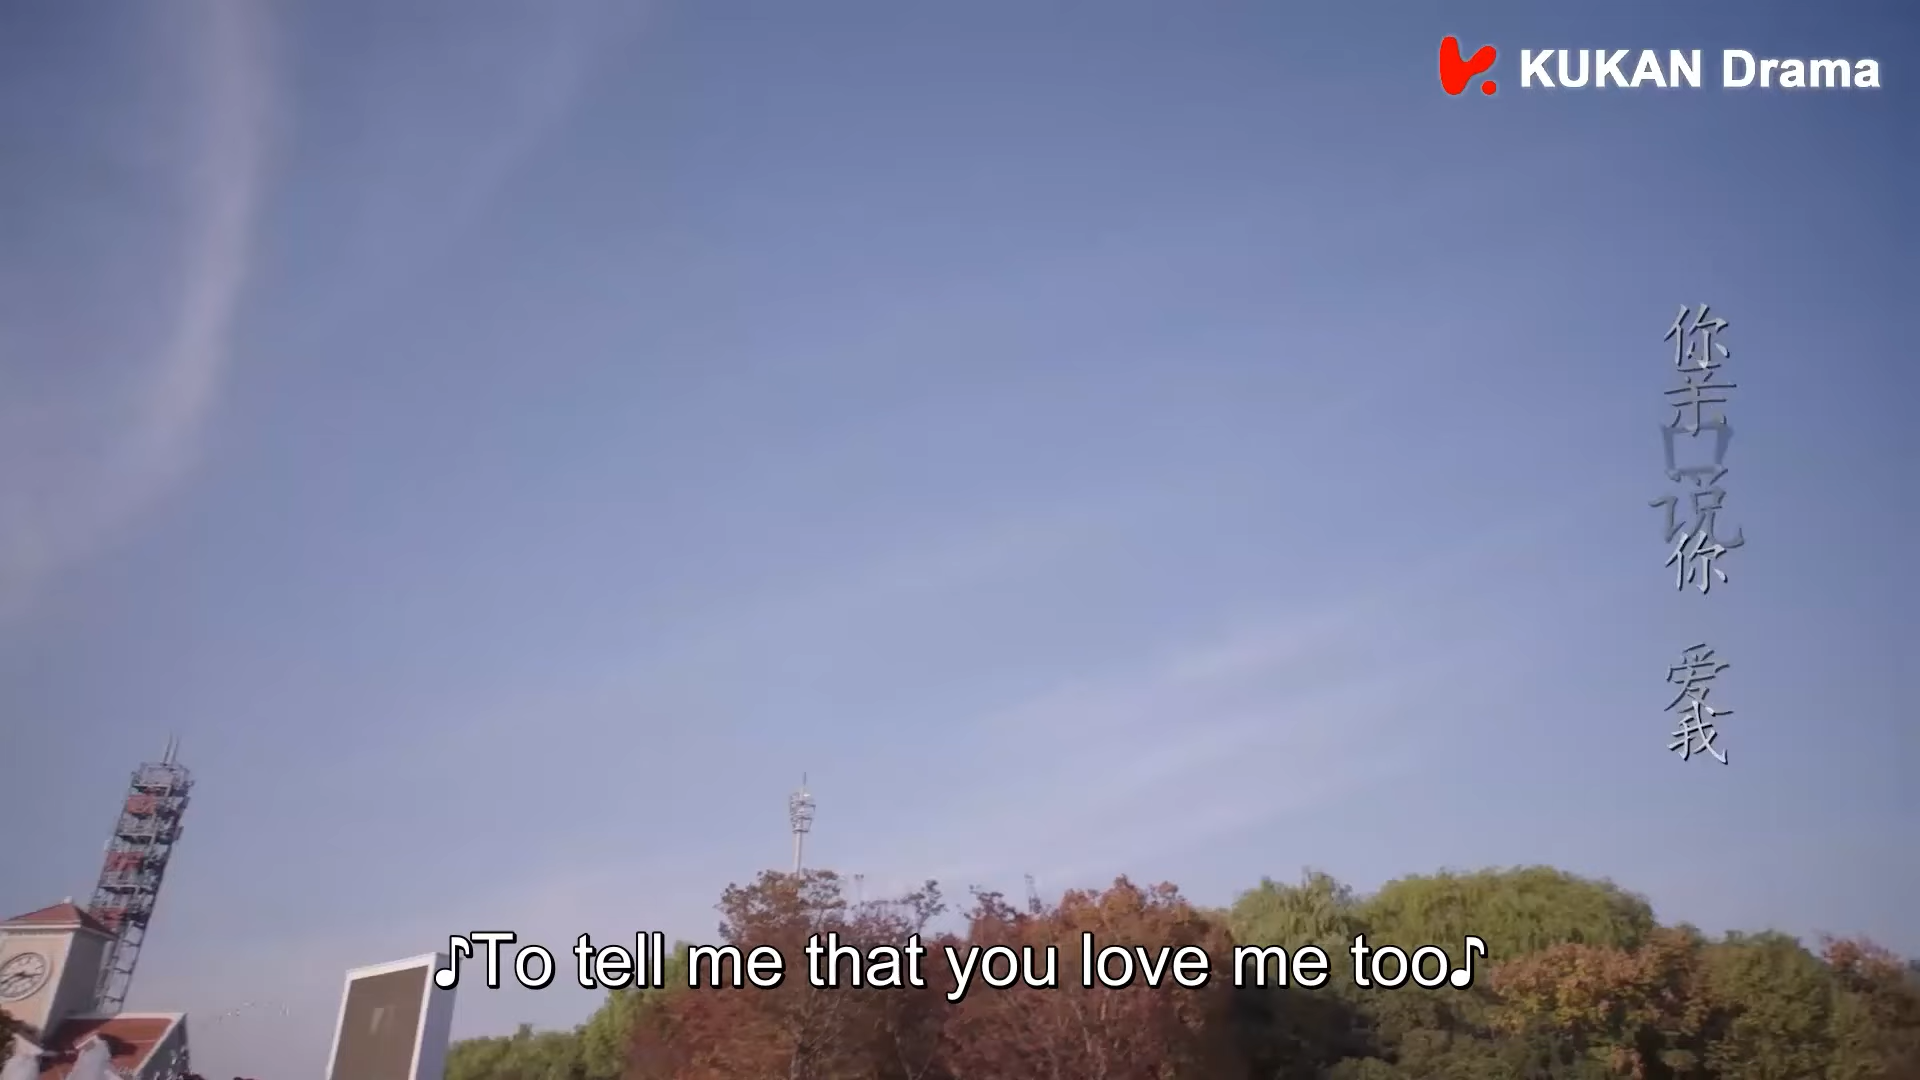 KUKAN Drama
你亲口说你 爱我
♪To tell me that you love me too♪